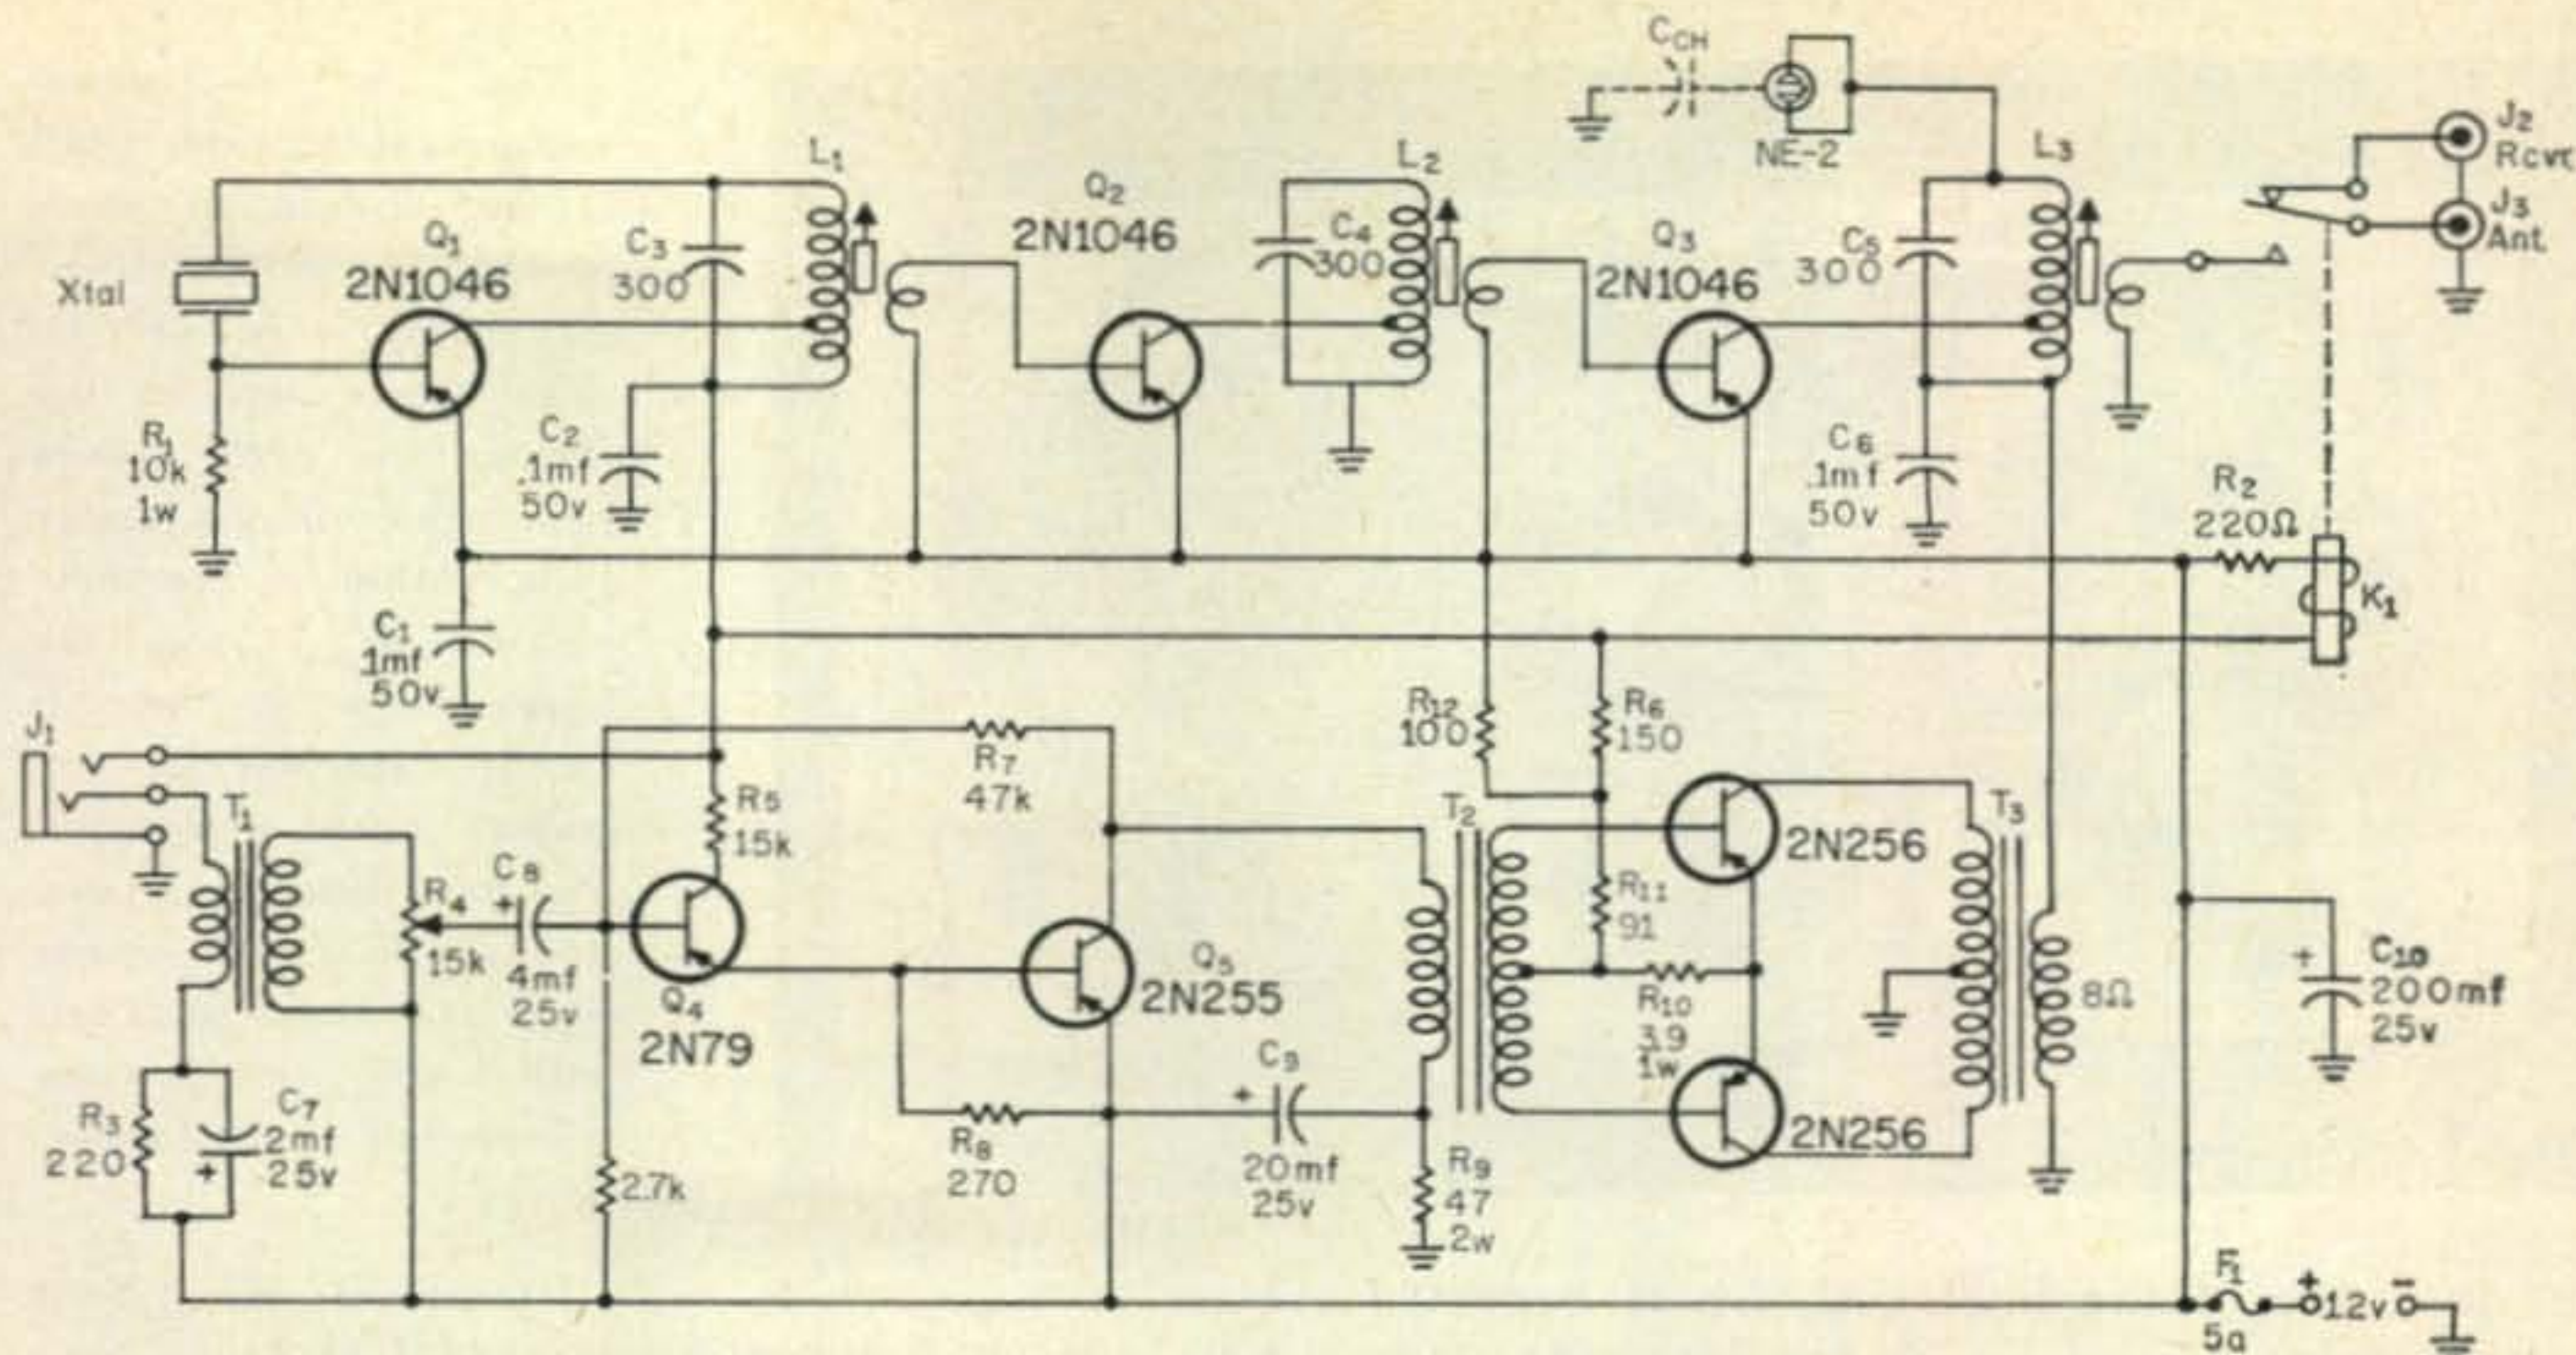 C_CH
NE-2
J2
Rcvr
J3
Ant.
L1
L2
L3
Q1
2N1046
Q2
2N1046
Q3
2N1046
C3
300
C4
300
C5
300
Xtal
R1
10k
1w
C2
.1mf
50v
C6
.1mf
50v
R2
220Ω
K1
C1
.1mf
50v
J1
T1
R4
15k
C8
+
4mf
25v
R5
15k
R7
47k
Q4
2N79
Q5
2N255
R12
100
R6
150
T2
R11
91
R10
3.9
1w
2N256
2N256
T3
8Ω
+
C10
200mf
25v
R3
220
C7
2mf
25v
+
2.7k
R8
270
C9
+
20mf
25v
R9
47
2w
F1
5a
+ 12v −